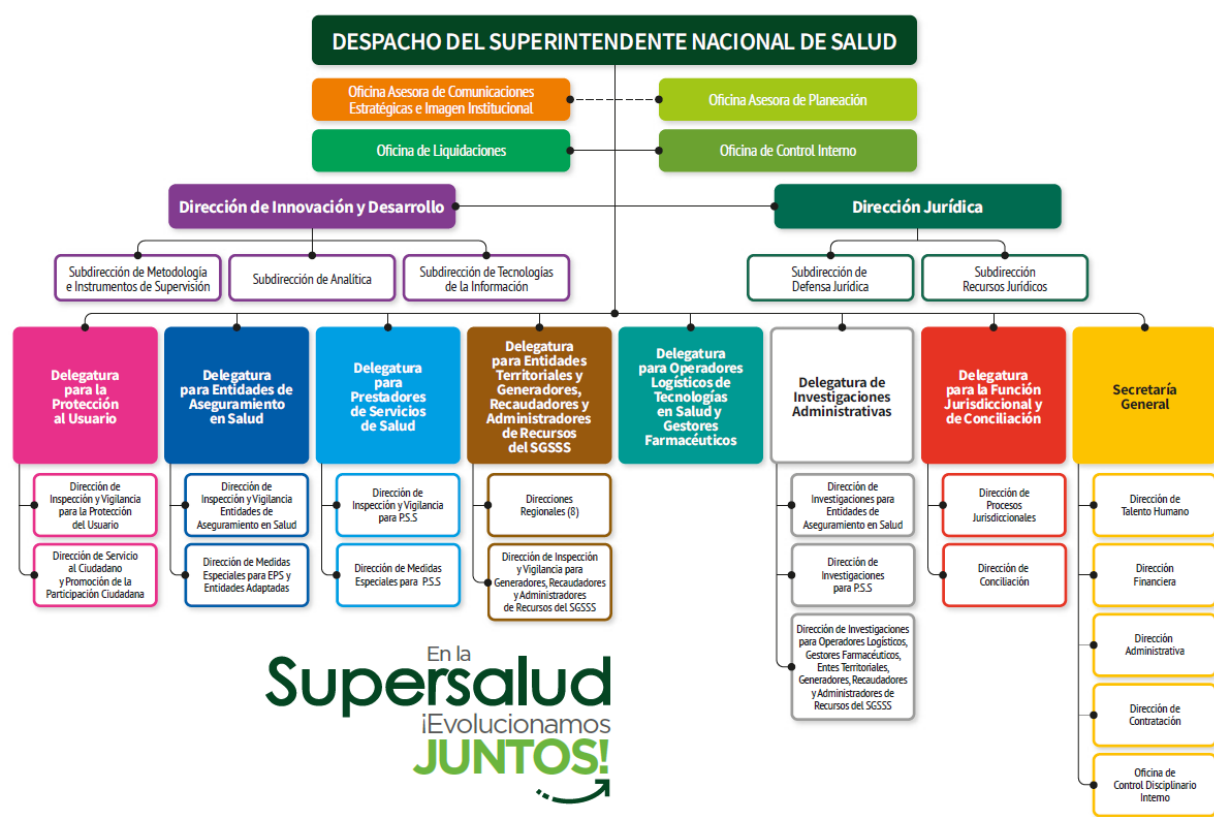 DESPACHO DEL SUPERINTENDENTE NACIONAL DE SALUD
Oficina Asesora de Comunicaciones
Estratégicas e Imagen Institucional
Oficina Asesora de Planeación
Oficina de Liquidaciones
Oficina de Control Interno
Dirección de Innovación y Desarrollo
Dirección Jurídica
Subdirección de Metodología
e Instrumentos de Supervisión
Subdirección de Analítica
Subdirección de Tecnologías
de la Información
Subdirección de
Defensa Jurídica
Subdirección
Recursos Jurídicos
Delegatura
para la
Protección
al Usuario
Delegatura
para Entidades de
Aseguramiento
en Salud
Delegatura
para
Prestadores
de Servicios
de Salud
Delegatura
para Entidades
Territoriales y
Generadores,
Recaudadores y
Administradores
de Recursos
del SGSSS
Delegatura
para Operadores
Logísticos de
Tecnologías
en Salud y
Gestores
Farmacéuticos
Delegatura de
Investigaciones
Administrativas
Delegatura
para la Función
Jurisdiccional y
de Conciliación
Secretaría
General
Dirección de
Inspección y Vigilancia
para la Protección
del Usuario
Dirección de Servicio
al Ciudadano
y Promoción de la
Participación Ciudadana
Dirección de
Inspección y Vigilancia
Entidades de
Aseguramiento en Salud
Dirección de Medidas
Especiales para EPS y
Entidades Adaptadas
Dirección de
Inspección y Vigilancia
para P.S.S
Dirección de Medidas
Especiales para P.S.S
Direcciones
Regionales (8)
Dirección de Inspección
y Vigilancia para
Generadores, Recaudadores
y Administradores
de Recursos del SGSSS
Dirección de
Investigaciones para
Entidades de
Aseguramiento en Salud
Dirección de
Investigaciones
para P.S.S
Dirección de Investigaciones
para Operadores Logísticos,
Gestores Farmacéuticos,
Entes Territoriales,
Generadores, Recaudadores
y Administradores de
Recursos del SGSSS
Dirección de
Procesos
Jurisdiccionales
Dirección de
Conciliación
Dirección de
Talento Humano
Dirección
Financiera
Dirección
Administrativa
Dirección de
Contratación
Oficina de
Control Disciplinario
Interno
En la
Supersalud
¡Evolucionamos
JUNTOS!